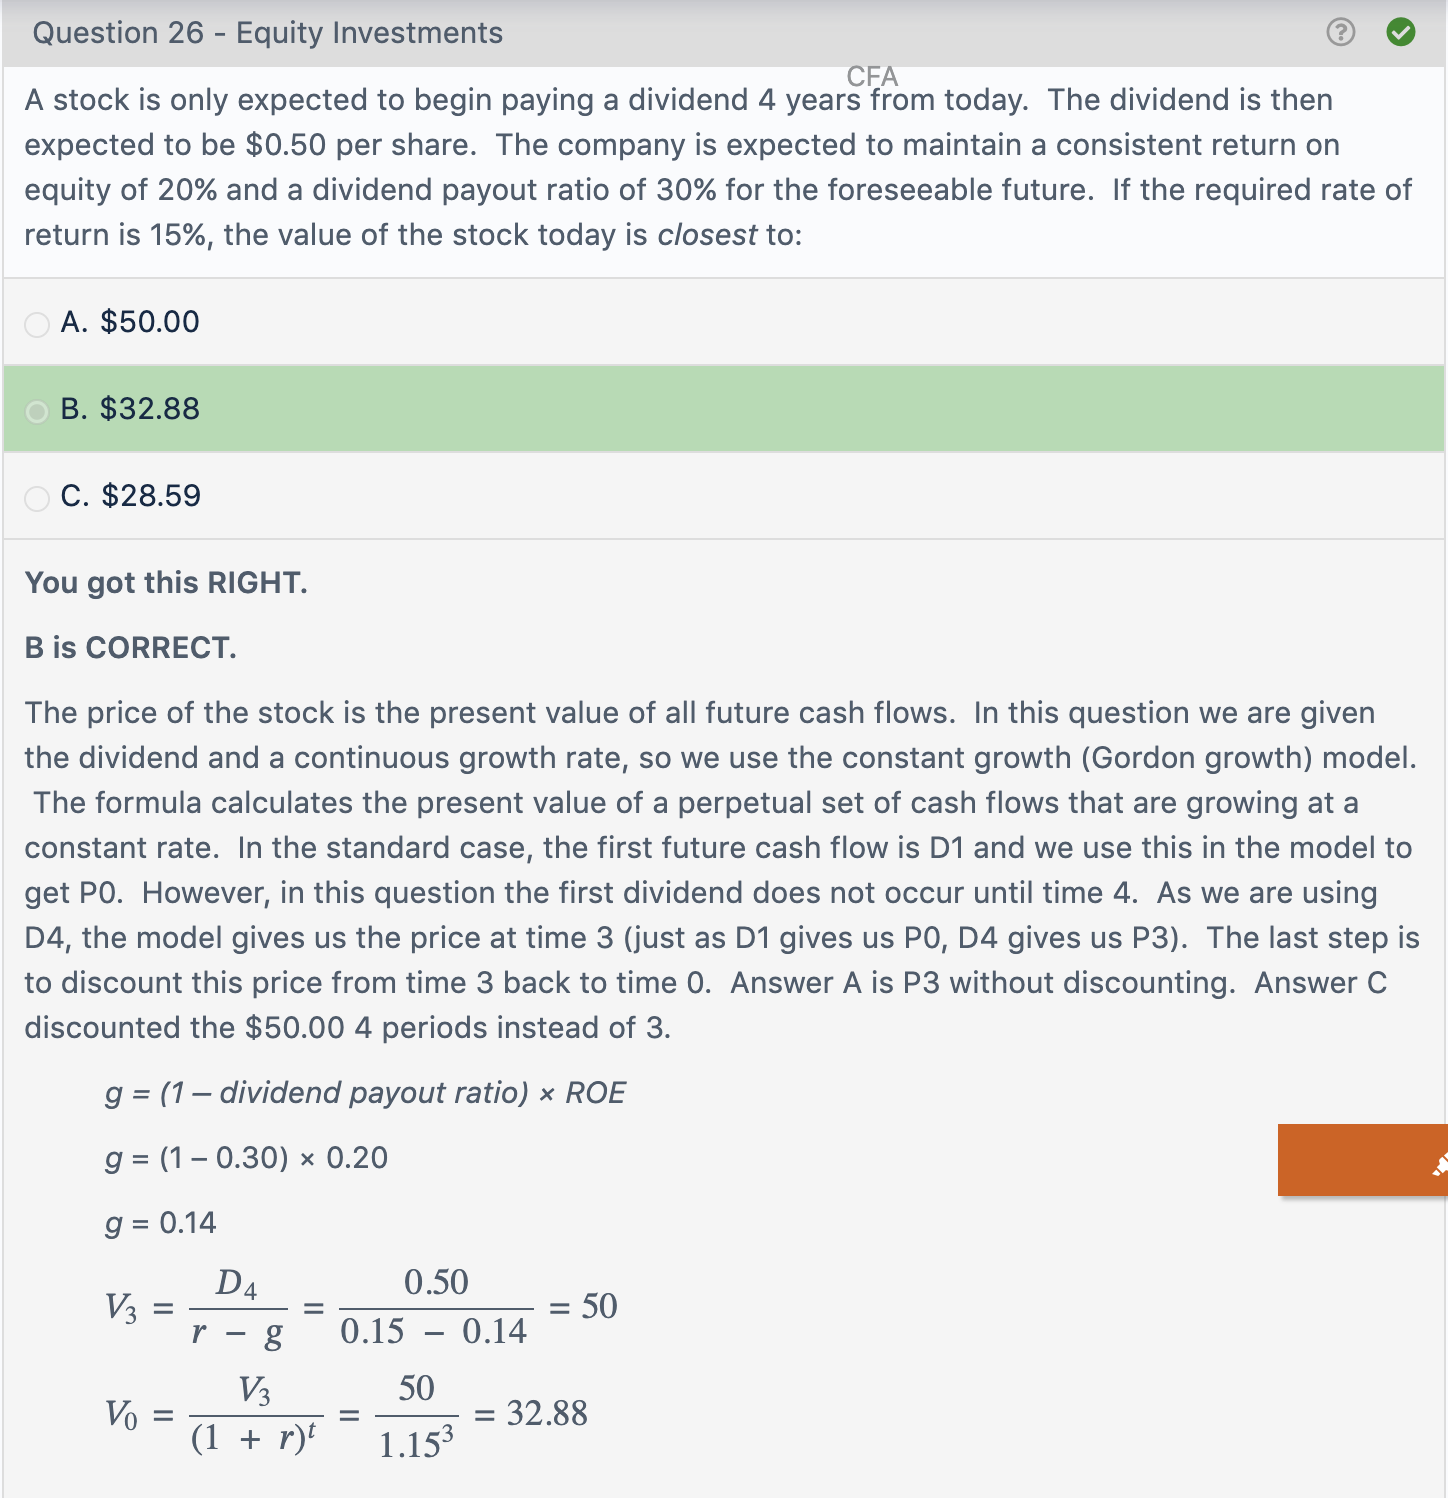 Question 26 - Equity Investments
CFA
A stock is only expected to begin paying a dividend 4 years from today.  The dividend is then
expected to be $0.50 per share.  The company is expected to maintain a consistent return on
equity of 20% and a dividend payout ratio of 30% for the foreseeable future.  If the required rate of
return is 15%, the value of the stock today is closest to:
A. $50.00
B. $32.88
C. $28.59
You got this RIGHT.
B is CORRECT.
The price of the stock is the present value of all future cash flows.  In this question we are given
the dividend and a continuous growth rate, so we use the constant growth (Gordon growth) model.
The formula calculates the present value of a perpetual set of cash flows that are growing at a
constant rate.  In the standard case, the first future cash flow is D1 and we use this in the model to
get P0.  However, in this question the first dividend does not occur until time 4.  As we are using
D4, the model gives us the price at time 3 (just as D1 gives us P0, D4 gives us P3).  The last step is
to discount this price from time 3 back to time 0.  Answer A is P3 without discounting.  Answer C
discounted the $50.00 4 periods instead of 3.
g = (1 – dividend payout ratio) × ROE
g = (1 – 0.30) × 0.20
g = 0.14
V₃ = D₄ / (r − g) = 0.50 / (0.15 − 0.14) = 50
V₀ = V₃ / (1 + r)ᵗ = 50 / 1.15³ = 32.88